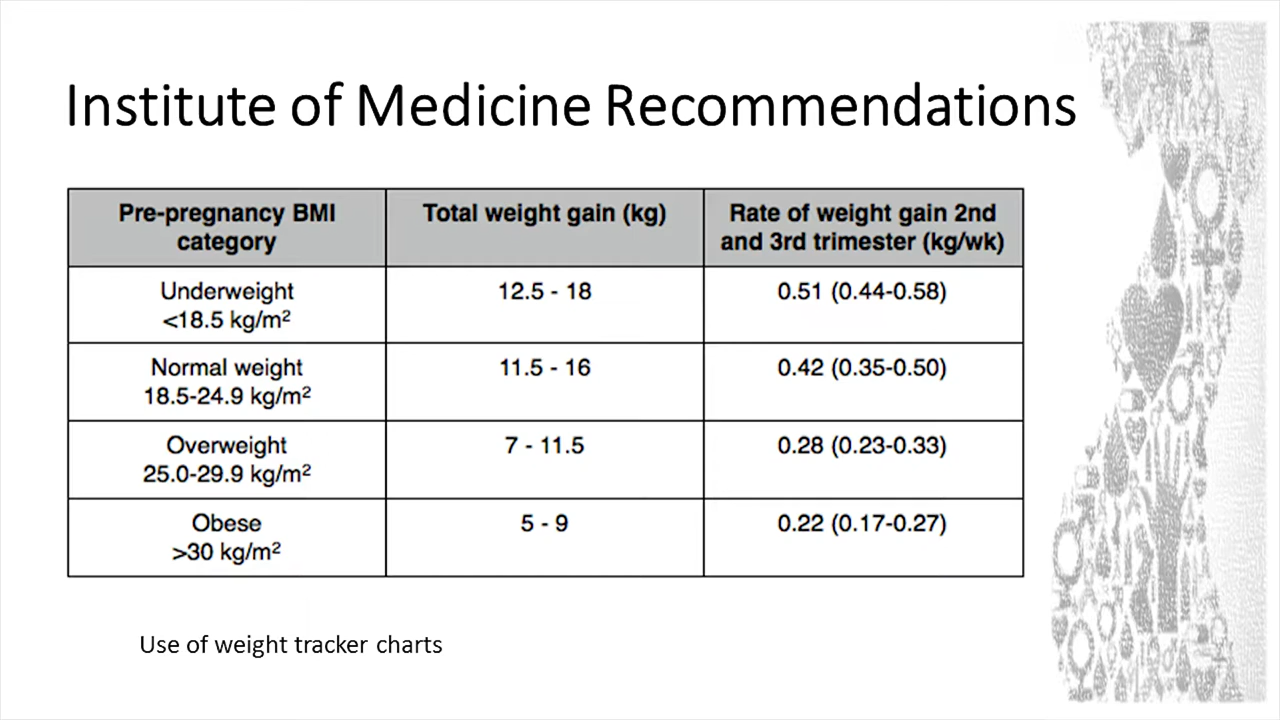 Institute of Medicine Recommendations
Pre-pregnancy BMI category
Total weight gain (kg)
Rate of weight gain 2nd and 3rd trimester (kg/wk)
Underweight
<18.5 kg/m²
12.5 - 18
0.51 (0.44-0.58)
Normal weight
18.5-24.9 kg/m²
11.5 - 16
0.42 (0.35-0.50)
Overweight
25.0-29.9 kg/m²
7 - 11.5
0.28 (0.23-0.33)
Obese
>30 kg/m²
5 - 9
0.22 (0.17-0.27)
Use of weight tracker charts